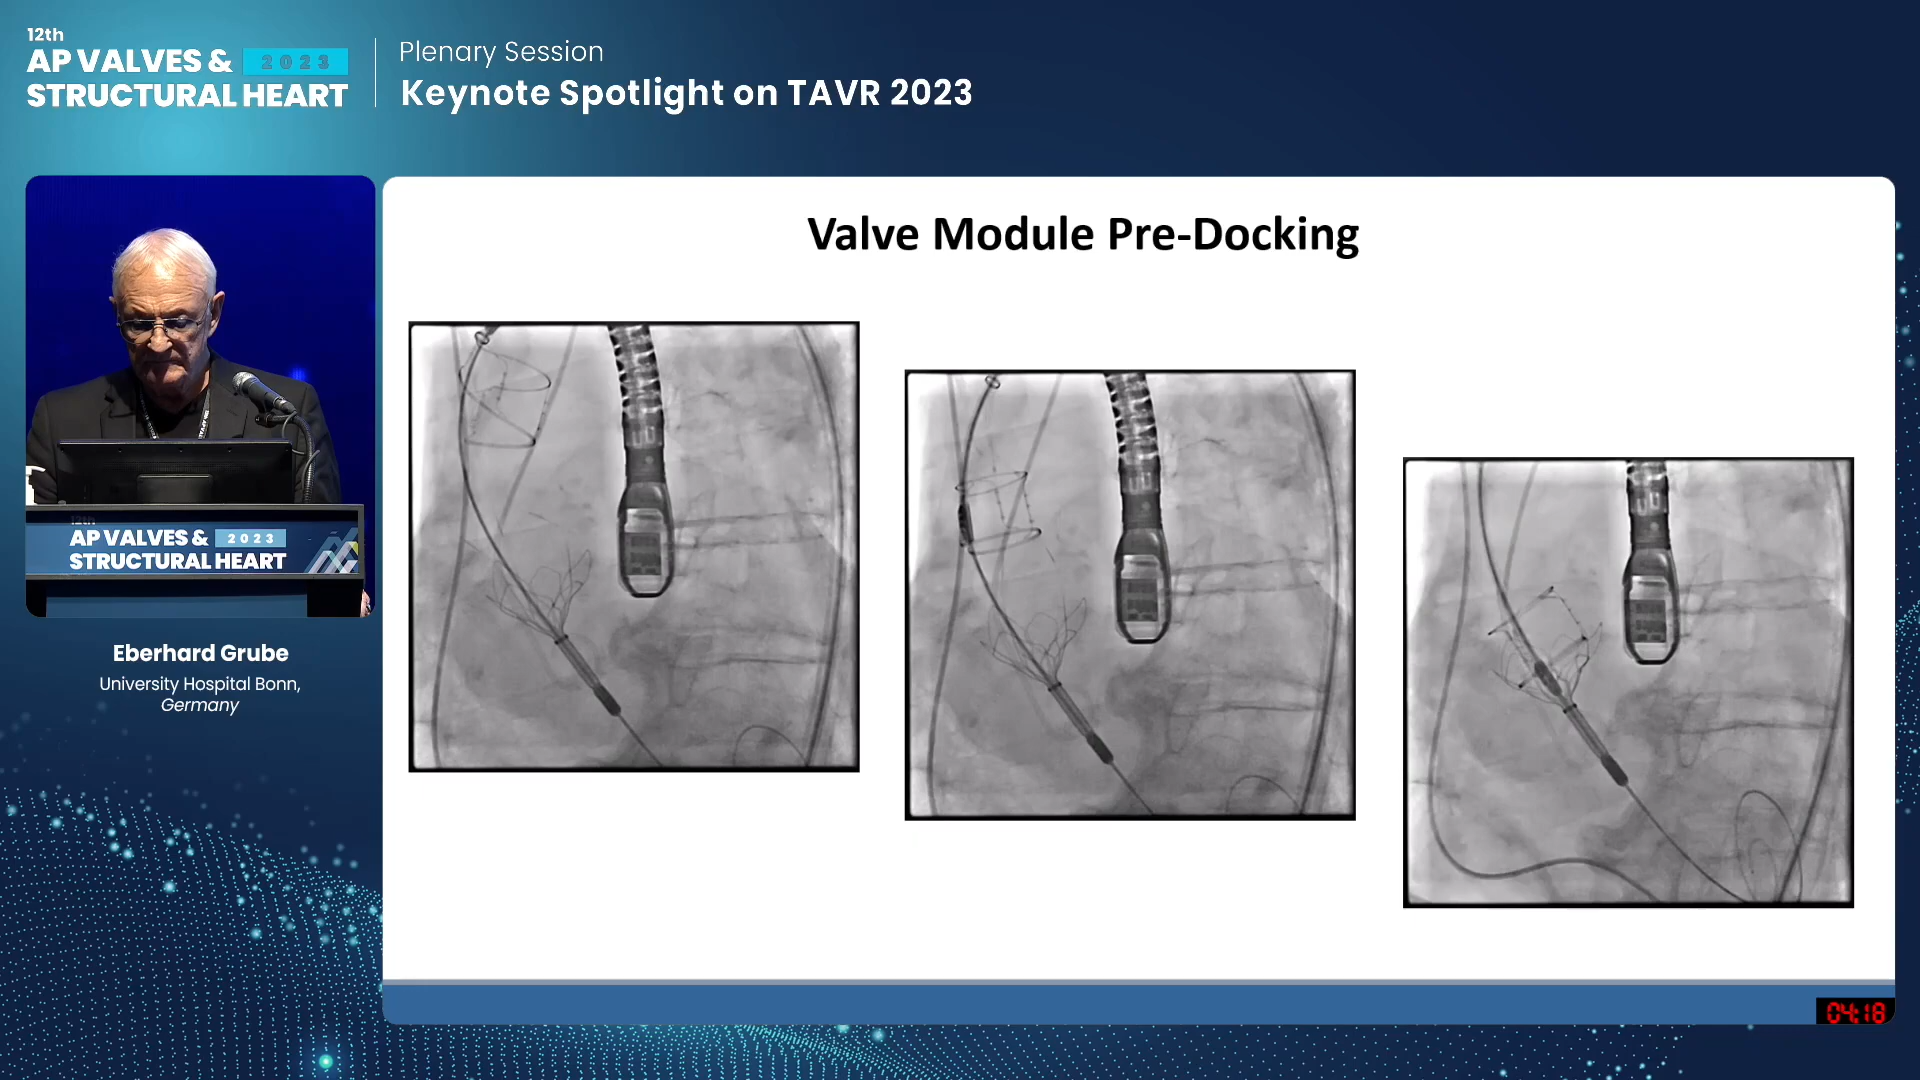 12th
AP VALVES & 2023
STRUCTURAL HEART
Plenary Session
Keynote Spotlight on TAVR 2023
Valve Module Pre-Docking
12th
AP VALVES & 2023
STRUCTURAL HEART
Eberhard Grube
University Hospital Bonn,
Germany
04:18